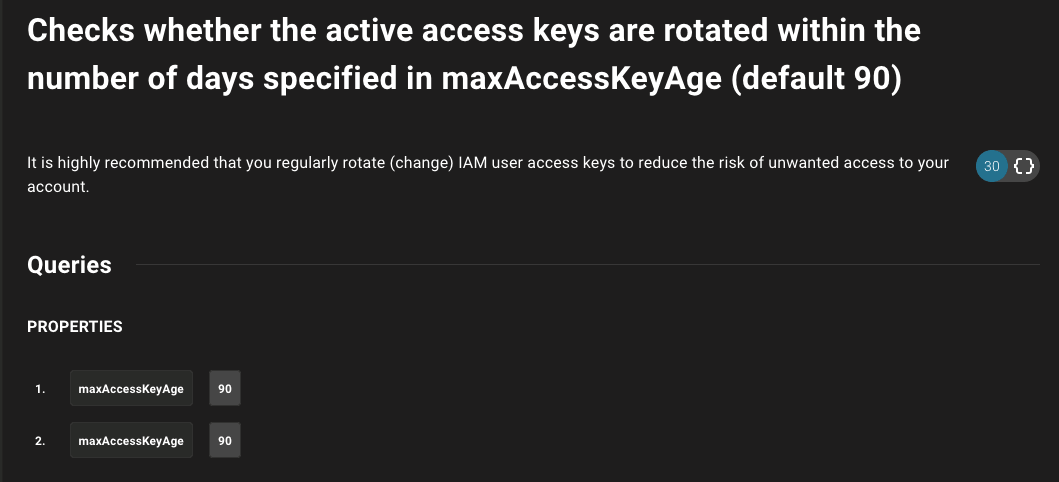 Checks whether the active access keys are rotated within the
number of days specified in maxAccessKeyAge (default 90)
It is highly recommended that you regularly rotate (change) IAM user access keys to reduce the risk of unwanted access to your
account.
30 {}
Queries
PROPERTIES
1. maxAccessKeyAge 90
2. maxAccessKeyAge 90